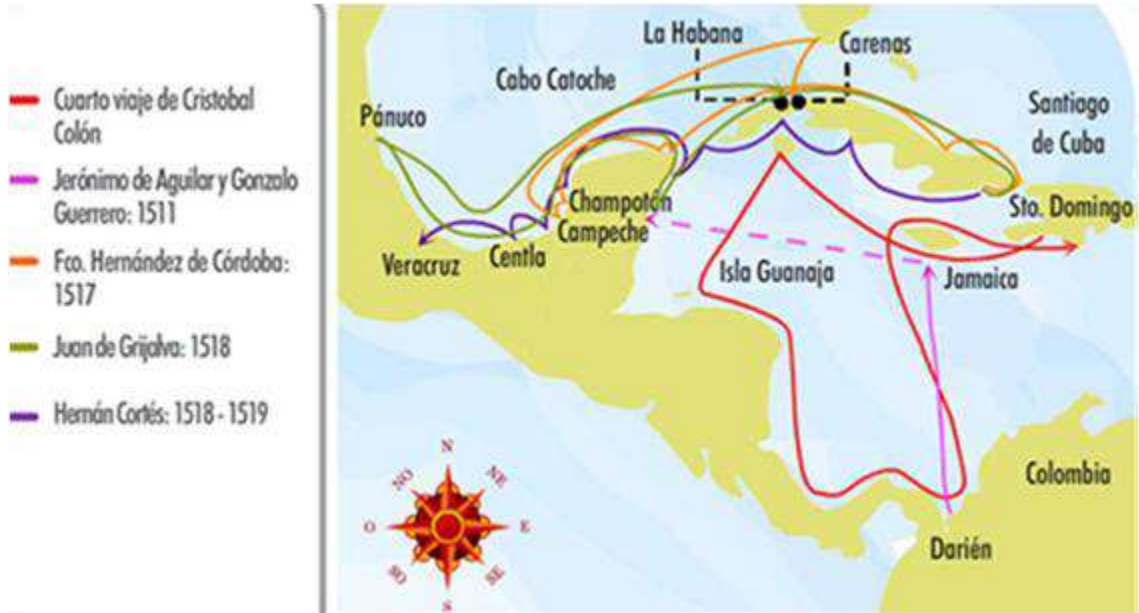 Cuarto viaje de Cristobal
Colón
Jerónimo de Aguilar y Gonzalo
Guerrero: 1511
Fco. Hernández de Córdoba:
1517
Juan de Grijalva: 1518
Hernán Cortés: 1518 - 1519
La Habana
Carenas
Cabo Catoche
Pánuco
Santiago
de Cuba
Champotón
Sto. Domingo
Campeche
Centla
Veracruz
Isla Guanaja
Jamaica
Colombia
Darién
N
NO
NE
O
E
SO
SE
S